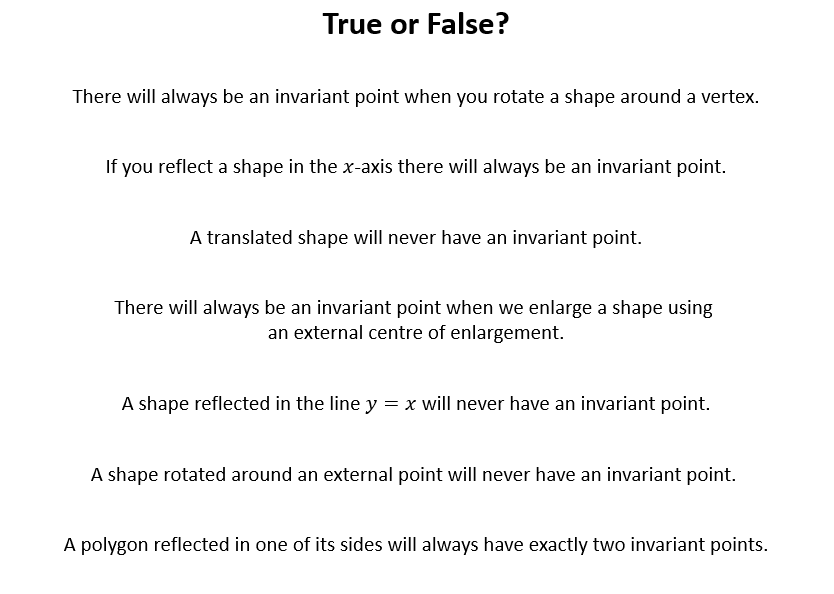 True or False?
There will always be an invariant point when you rotate a shape around a vertex.
If you reflect a shape in the x-axis there will always be an invariant point.
A translated shape will never have an invariant point.
There will always be an invariant point when we enlarge a shape using
an external centre of enlargement.
A shape reflected in the line y = x will never have an invariant point.
A shape rotated around an external point will never have an invariant point.
A polygon reflected in one of its sides will always have exactly two invariant points.